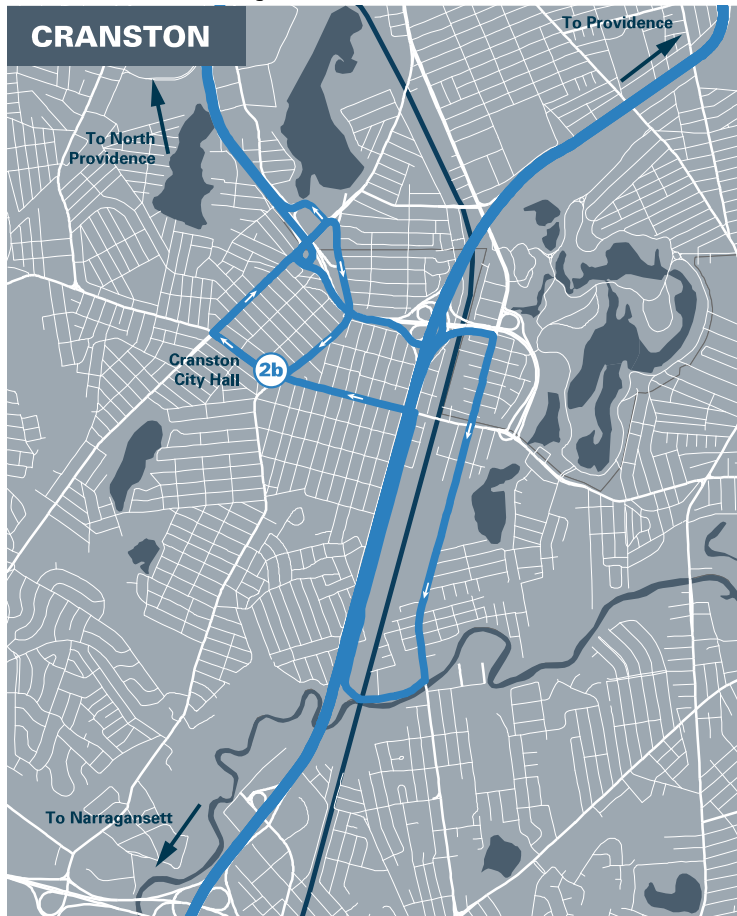 CRANSTON
To Providence
To North
Providence
Cranston
City Hall
2b
To Narragansett